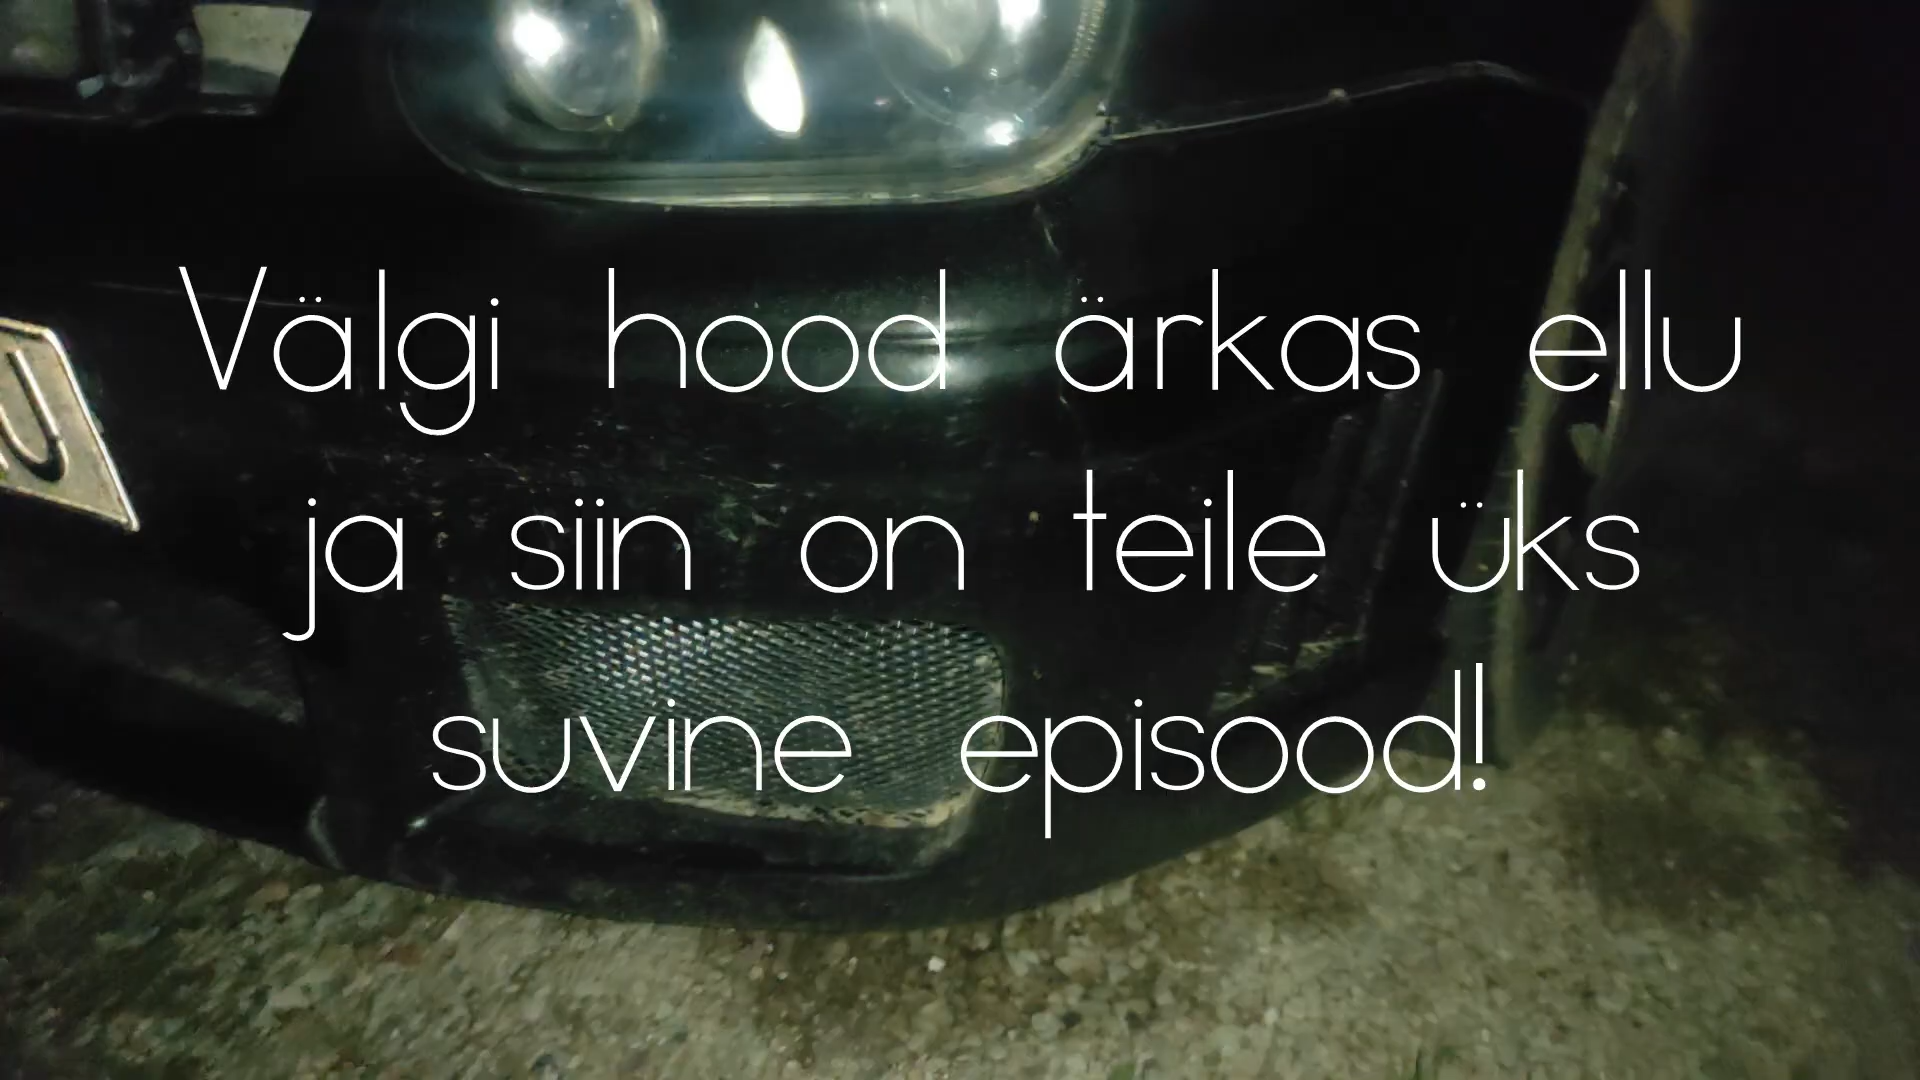 Välgi hood ärkas ellu
ja siin on teile üks
suvine episood!